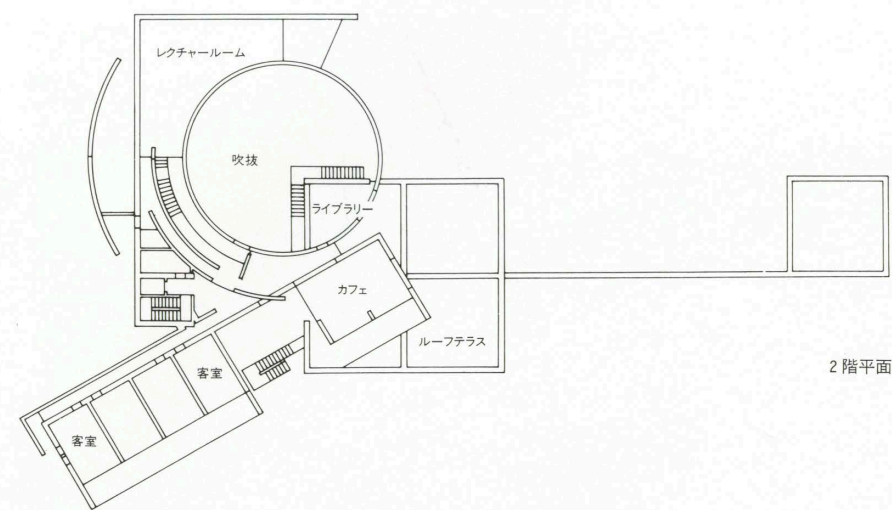 レクチャールーム
吹抜
ライブラリー
カフェ
ルーフテラス
客室
客室
2階平面